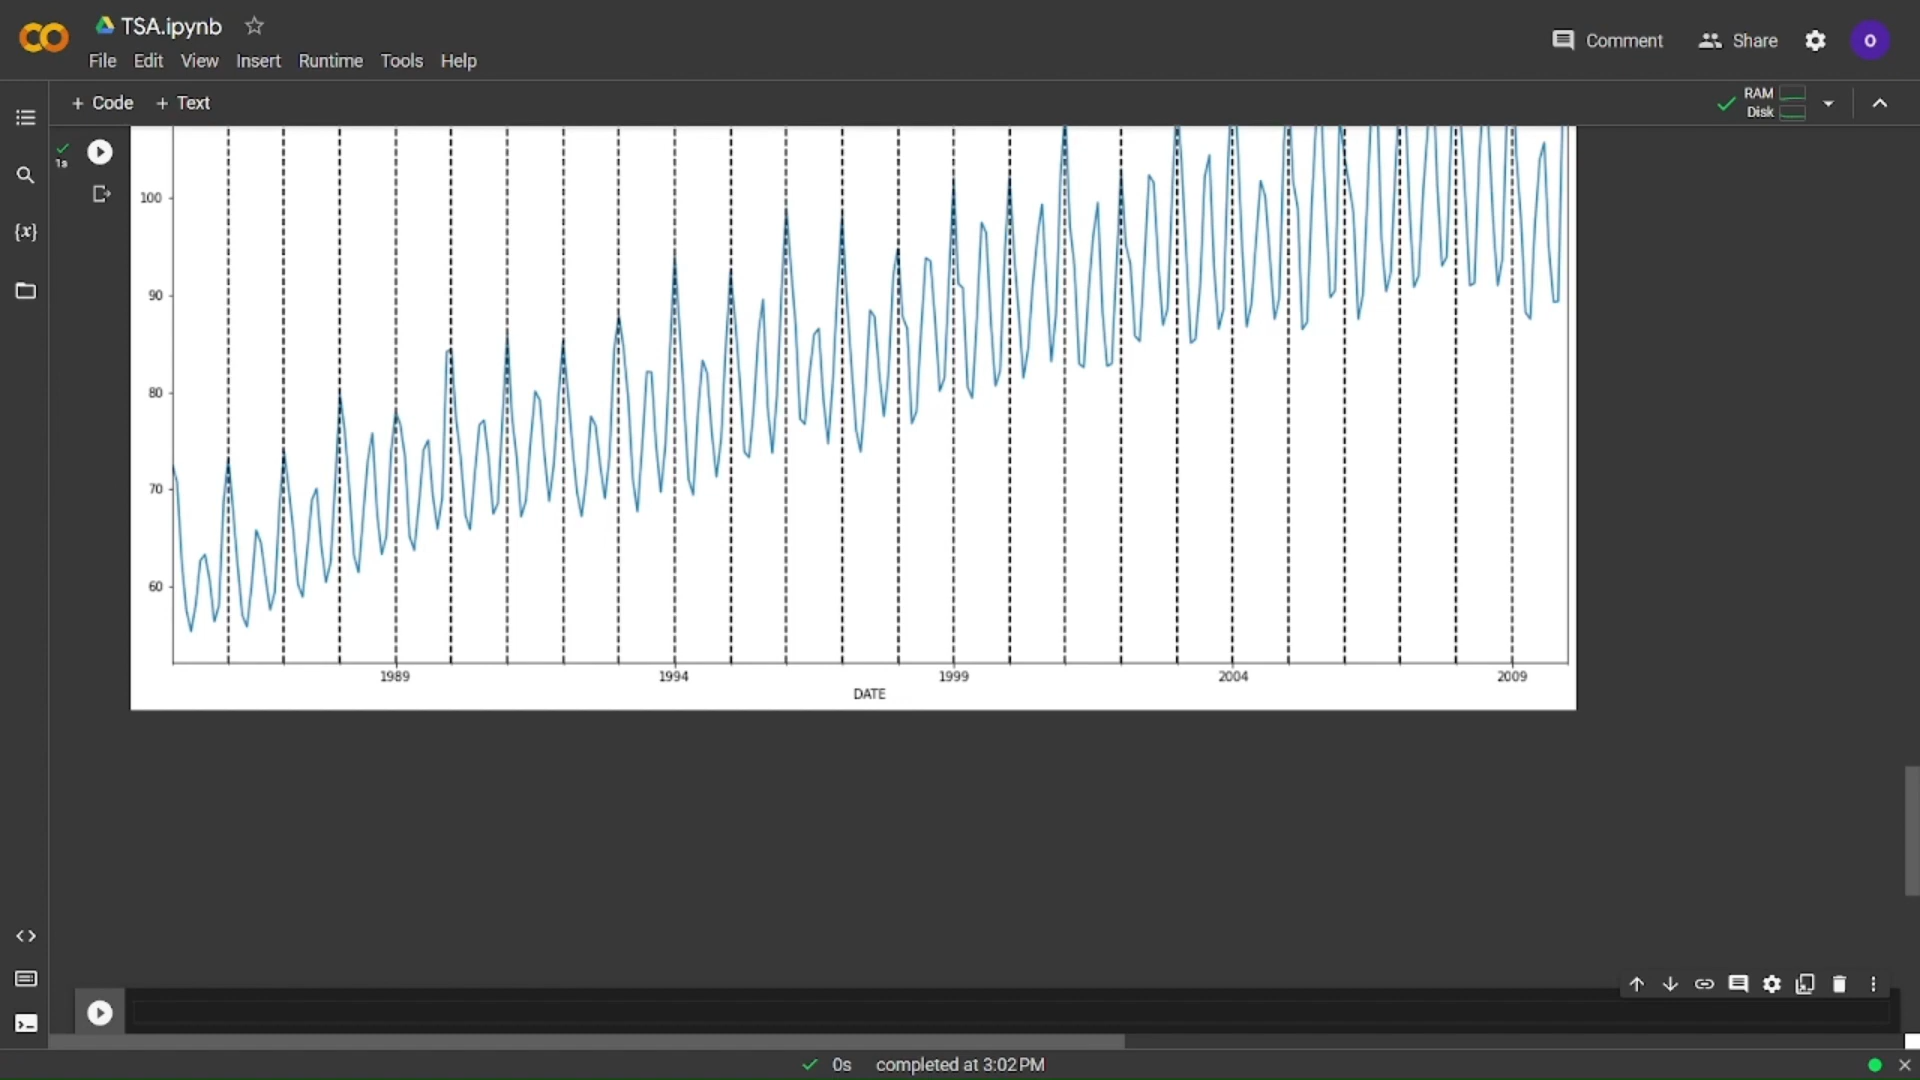 TSA.ipynb
Comment
Share
O
File Edit View Insert Runtime Tools Help
+ Code + Text
RAM
Disk
1s
{x}
100
90
80
70
60
1989 1994 1999 2004 2009
DATE
0s completed at 3:02 PM